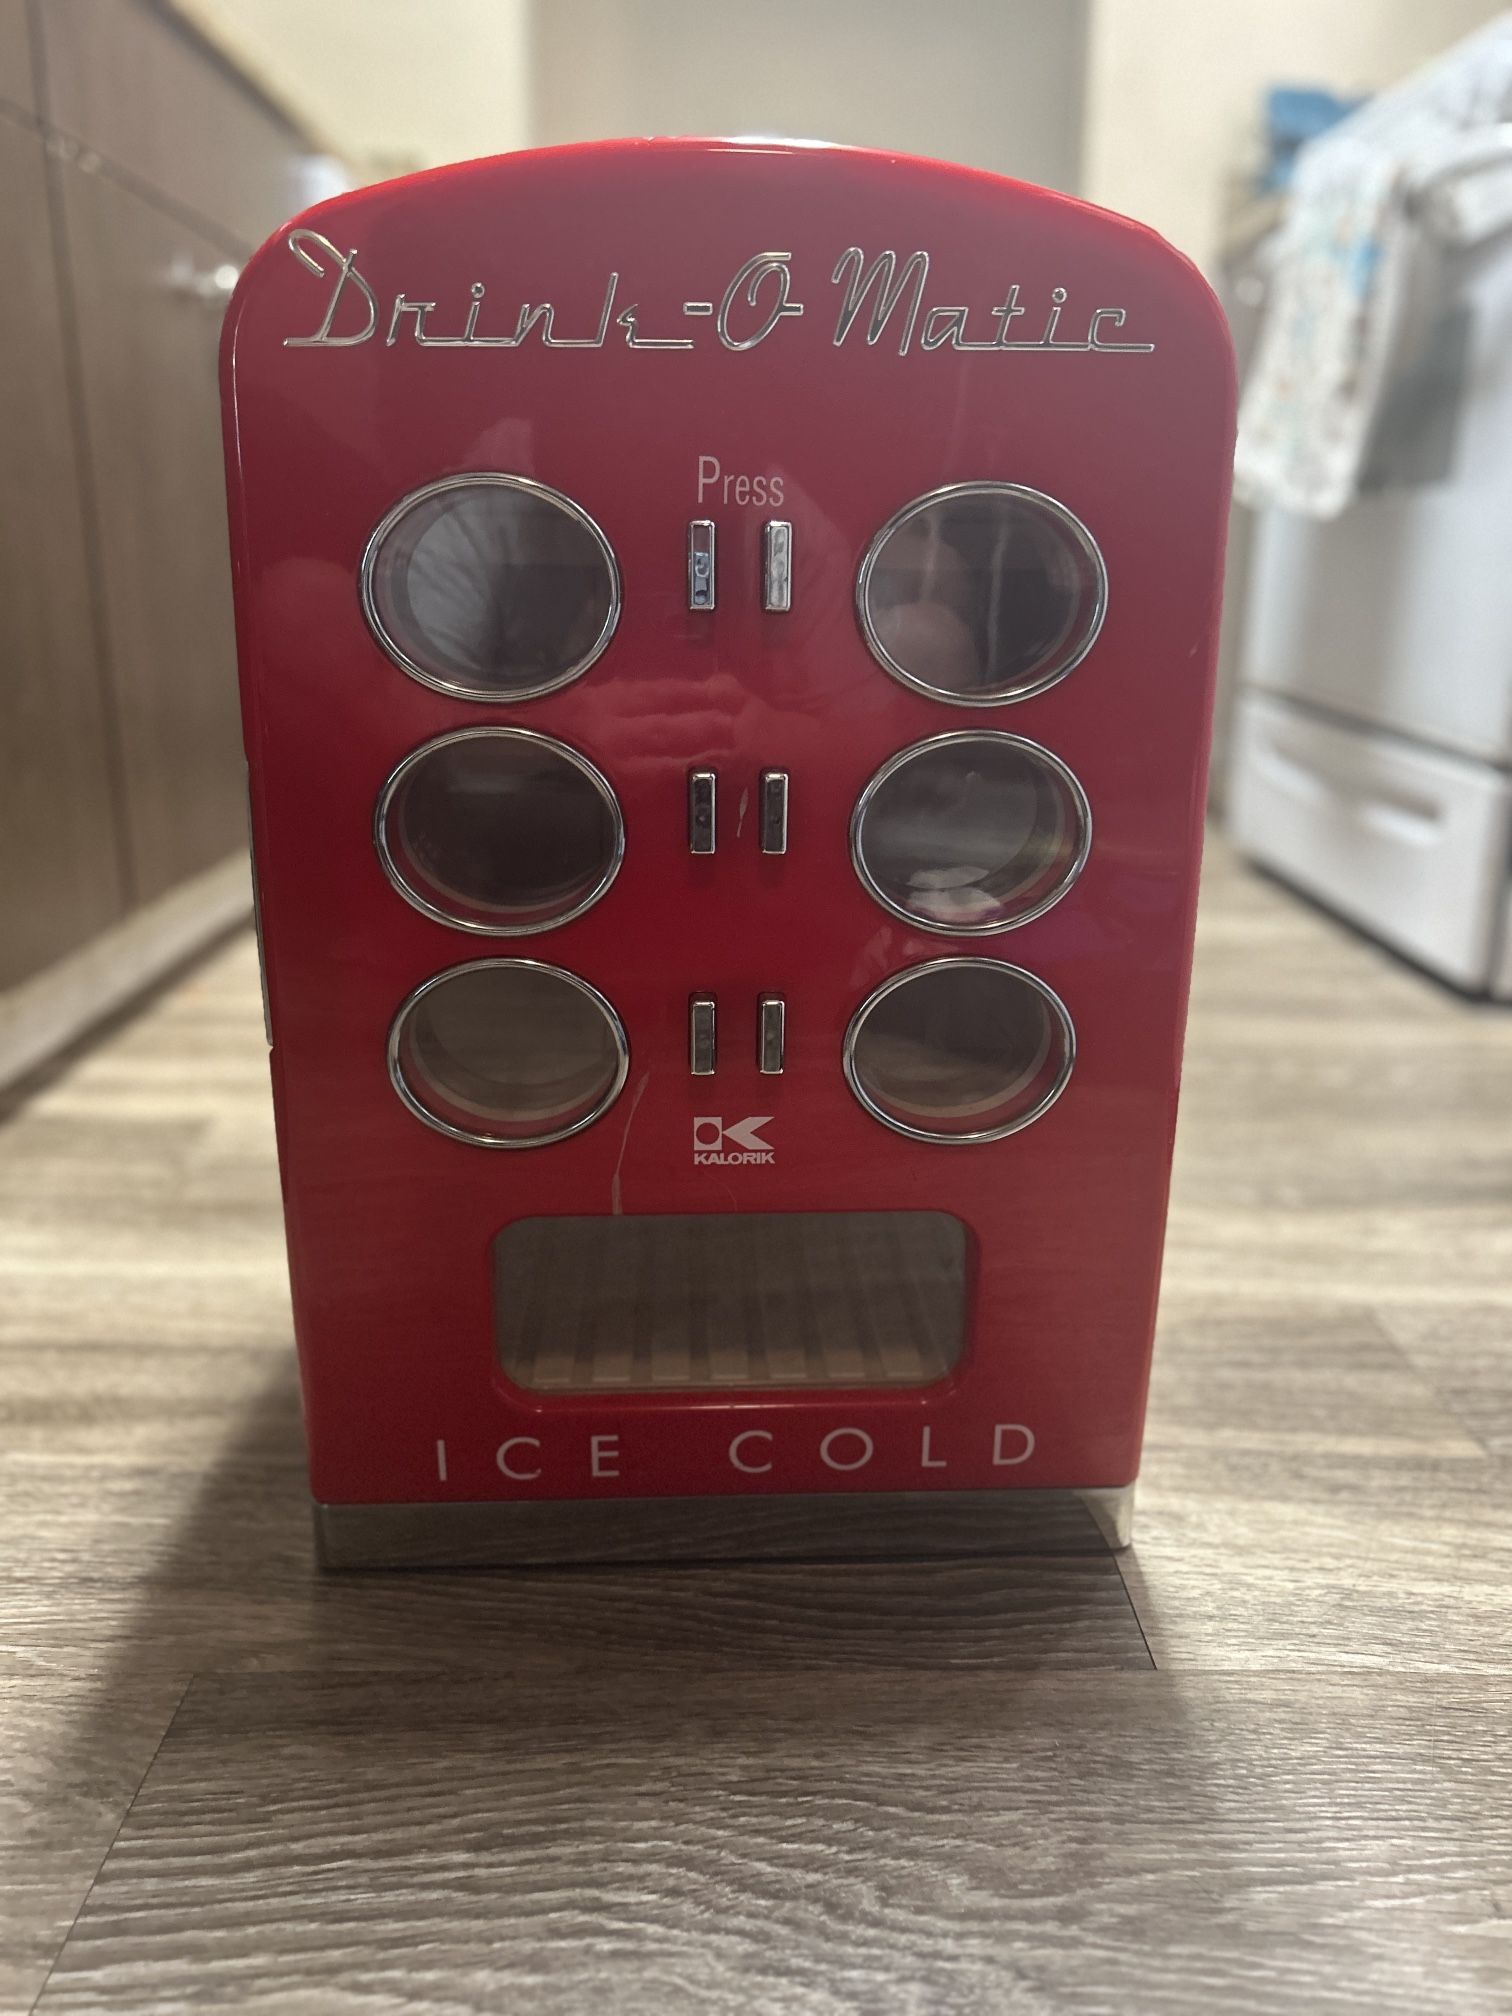 Drink-O Matic
Press
KALORIK
ICE COLD